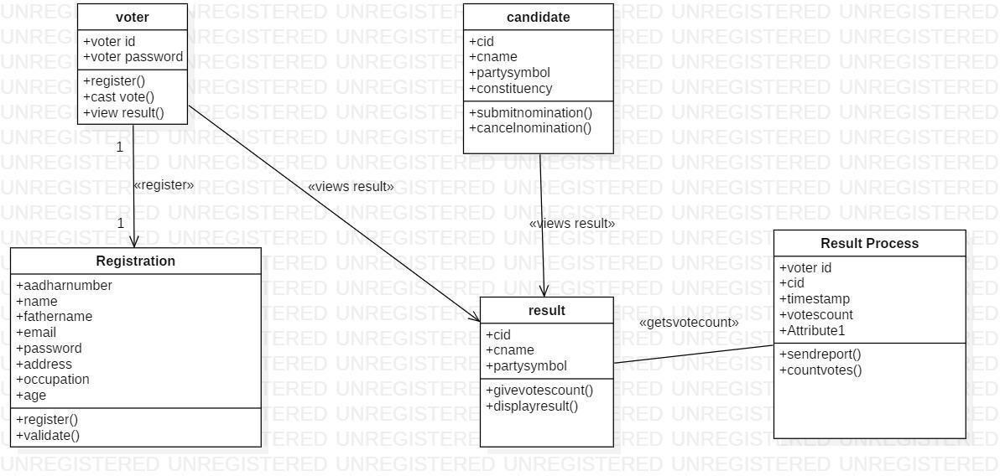 voter
+voter id
+voter password
+register()
+cast vote()
+view result()
candidate
+cid
+cname
+partysymbol
+constituency
+submitnomination()
+cancelnomination()
1
«register»
1
«views result»
«views result»
Registration
+aadharnumber
+name
+fathername
+email
+password
+address
+occupation
+age
+register()
+validate()
result
+cid
+cname
+partysymbol
+givevotescount()
+displayresult()
«getsvotecount»
Result Process
+voter id
+cid
+timestamp
+votescount
+Attribute1
+sendreport()
+countvotes()
UNREGISTERED